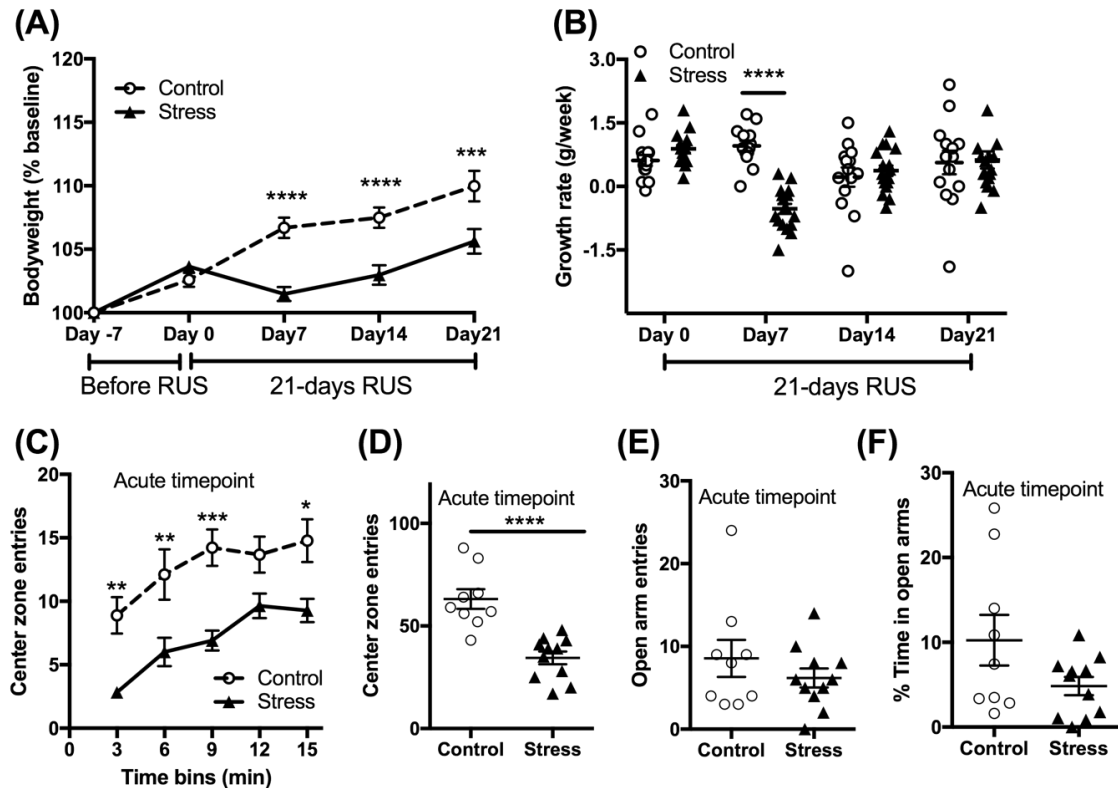 (A)
120
115
110
105
100
Bodyweight (% baseline)
Control
Stress
****
****
***
Day -7
Day 0
Day7
Day14
Day21
Before RUS
21-days RUS
(B)
Control
Stress
3.0
1.5
0.0
-1.5
Growth rate (g/week)
****
Day 0
Day7
Day14
Day21
21-days RUS
(C)
Acute timepoint
20
15
10
5
0
Center zone entries
**
**
***
*
Control
Stress
0
3
6
9
12
15
Time bins (min)
(D)
Acute timepoint
****
100
50
0
Center zone entries
Control
Stress
(E)
Acute timepoint
30
20
10
0
Open arm entries
Control
Stress
(F)
Acute timepoint
30
20
10
0
% Time in open arms
Control
Stress